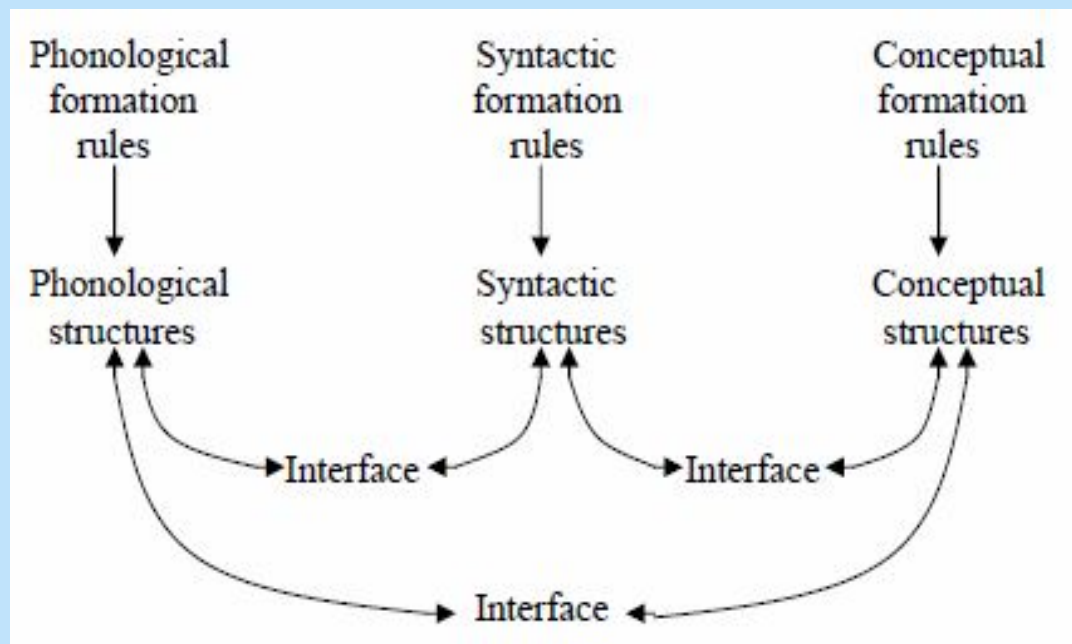 Phonological
formation
rules
Syntactic
formation
rules
Conceptual
formation
rules
Phonological
structures
Syntactic
structures
Conceptual
structures
Interface
Interface
Interface